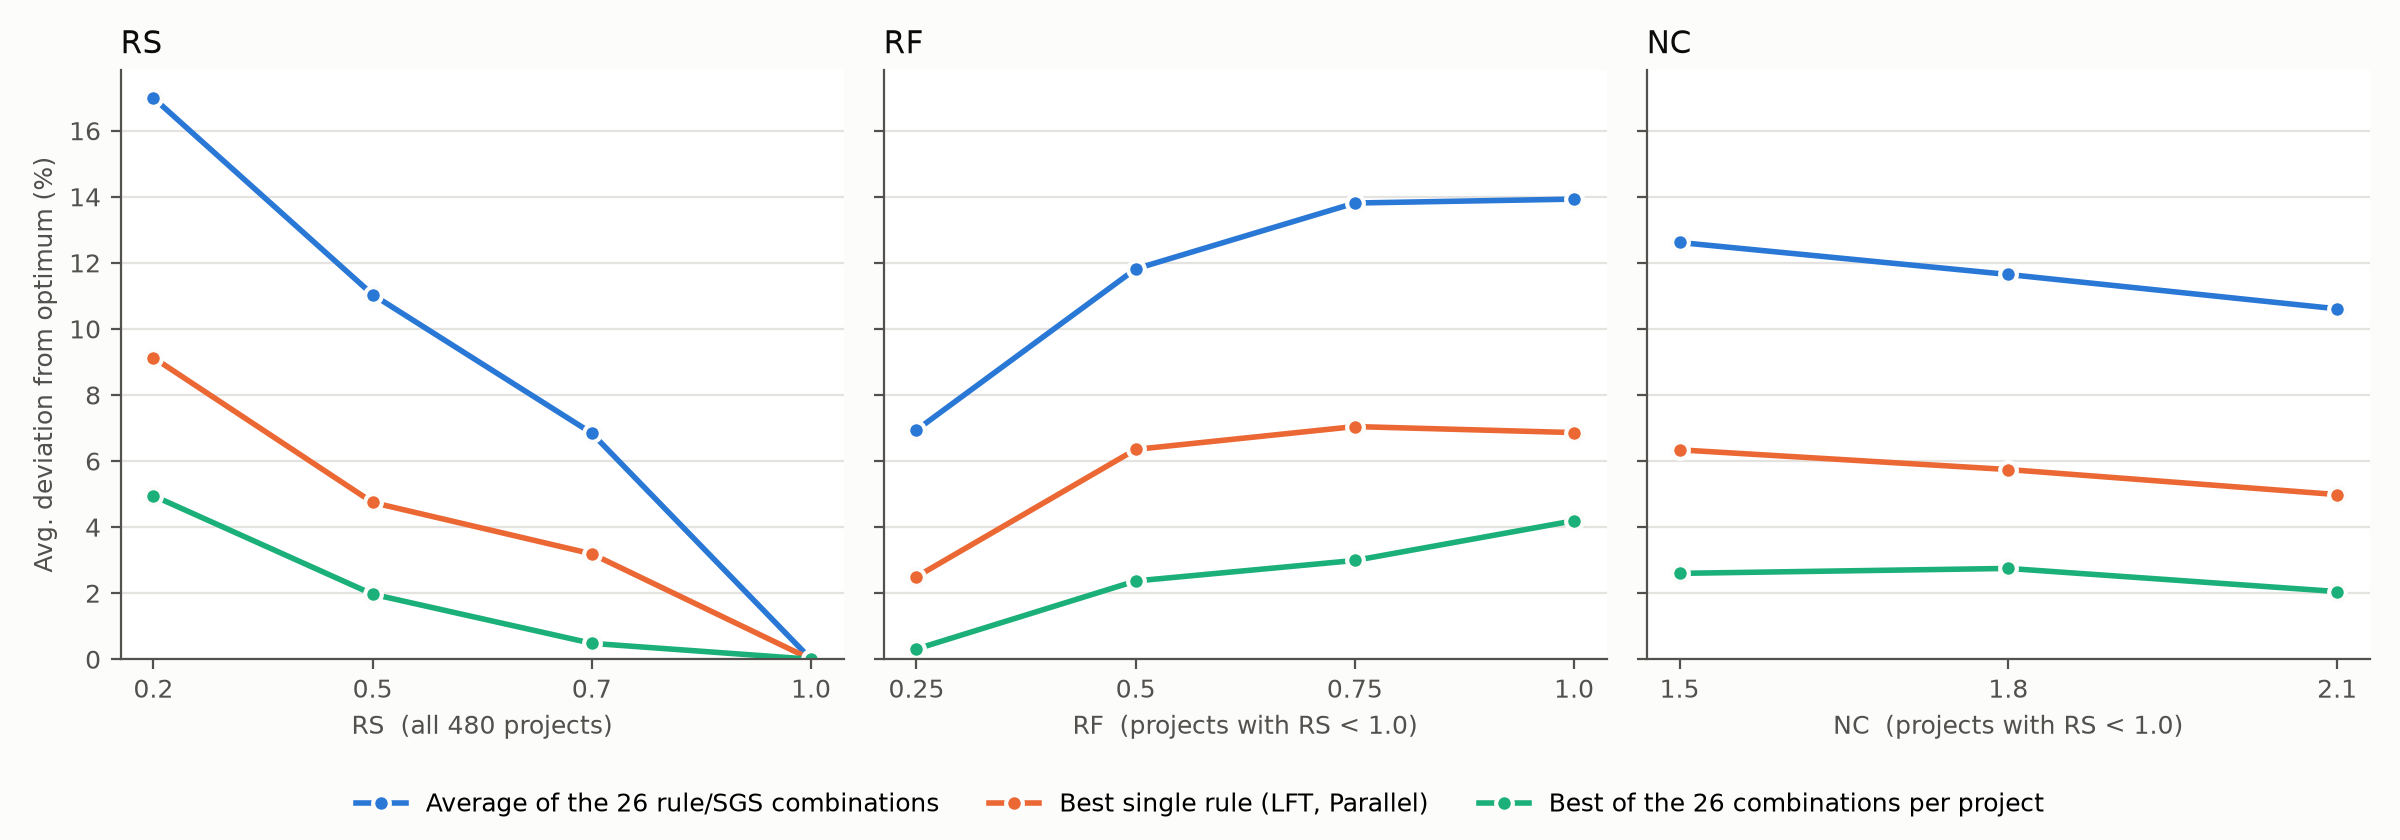 RS
RF
NC
Avg. deviation from optimum (%)
16
14
12
10
8
6
4
2
0
0.2 0.5 0.7 1.0
0.25 0.5 0.75 1.0
1.5 1.8 2.1
RS (all 480 projects)
RF (projects with RS < 1.0)
NC (projects with RS < 1.0)
Average of the 26 rule/SGS combinations
Best single rule (LFT, Parallel)
Best of the 26 combinations per project